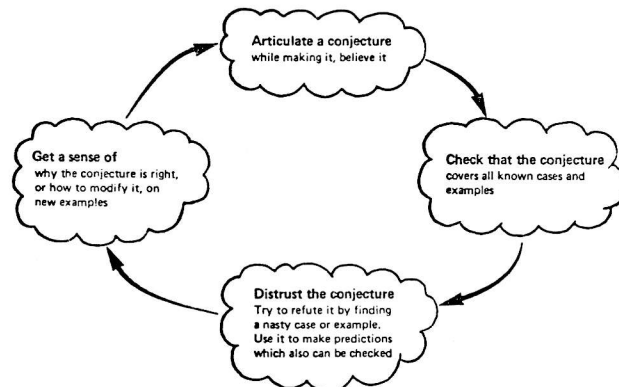 Articulate a conjecture
while making it, believe it
Check that the conjecture
covers all known cases and
examples
Distrust the conjecture
Try to refute it by finding
a nasty case or example.
Use it to make predictions
which also can be checked
Get a sense of
why the conjecture is right,
or how to modify it, on
new examples